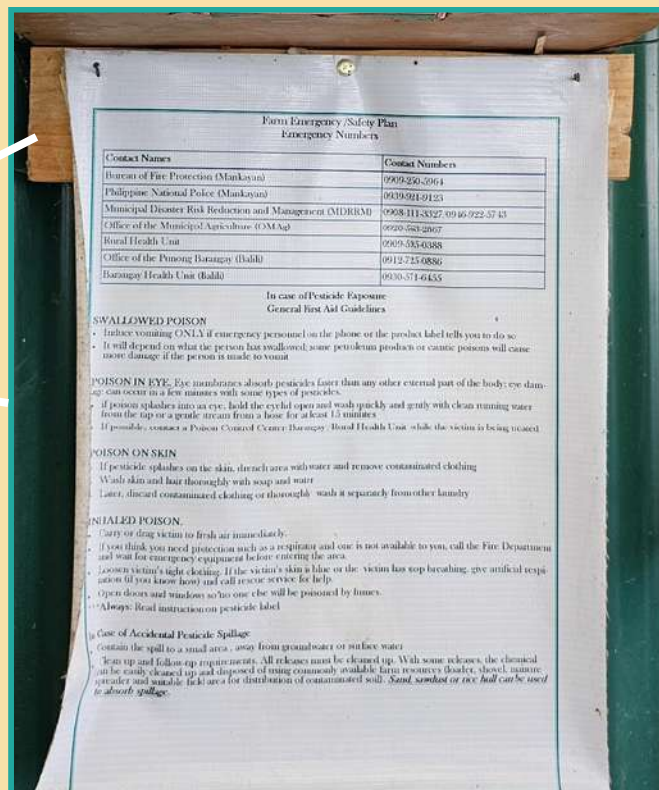 Farm Emergency /Safety Plan
Emergency Numbers
Contact Names Contact Numbers
Bureau of Fire Protection (Mankayan) 0909-250-5964
Philippine National Police (Mankayan) 0939-921-9123
Municipal Disaster Risk Reduction and Management (MDRRM) 0908-111-3327/0946-922-5743
Office of the Municipal Agriculture (OMAg) 0920-563-2867
Rural Health Unit 0909-535-0388
Office of the Punong Barangay (Balili) 0912-725-0886
Barangay Health Unit (Balili) 0930-571-6455
In case of Pesticide Exposure
General First Aid Guidelines
SWALLOWED POISON
• Induce vomiting ONLY if emergency personnel on the phone or the product label tells you to do so
• It will depend on what the person has swallowed; some petroleum products or caustic poisons will cause
more damage if the person is made to vomit
POISON IN EYE. Eye membranes absorb pesticides faster than any other external part of the body; eye dam-
age can occur in a few minutes with some types of pesticides.
• if poison splashes into an eye, hold the eyelid open and wash quickly and gently with clean running water
from the tap or a gentle stream from a hose for at least 15 minutes
• If possible, contact a Poison Control Center Barangay, Rural Health Unit while the victim is being treated
POISON ON SKIN
If pesticide splashes on the skin, drench area with water and remove contaminated clothing
Wash skin and hair thoroughly with soap and water
Later, discard contaminated clothing or thoroughly wash it separately from other laundry
INHALED POISON.
• Carry or drag victim to fresh air immediately.
• If you think you need protection such as a respirator and one is not available to you, call the Fire Department
and wait for emergency equipment before entering the area.
• Loosen victim's tight clothing. If the victim's skin is blue or the victim has stop breathing, give artificial respi-
ration (if you know how) and call rescue service for help.
• Open doors and windows so no one else will be poisoned by fumes.
***Always: Read instruction on pesticide label
In Case of Accidental Pesticide Spillage
• Contain the spill to a small area , away from groundwater or surface water
Clean up and follow-up requirements. All releases must be cleaned up. With some releases, the chemical
can be easily cleaned up and disposed of using commonly available farm resources (loader, shovel, manure
spreader and suitable field area for distribution of contaminated soil). Sand, sawdust or rice hull can be used
to absorb spillage.